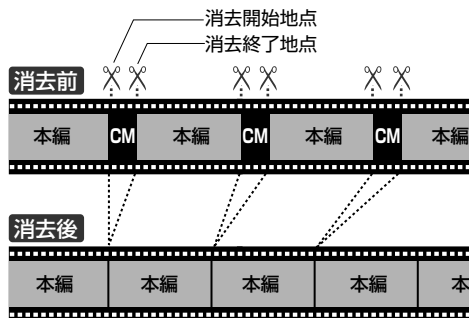 消去開始地点
消去終了地点
消去前
本編 CM 本編 CM 本編 CM 本編
消去後
本編 本編 本編 本編 本